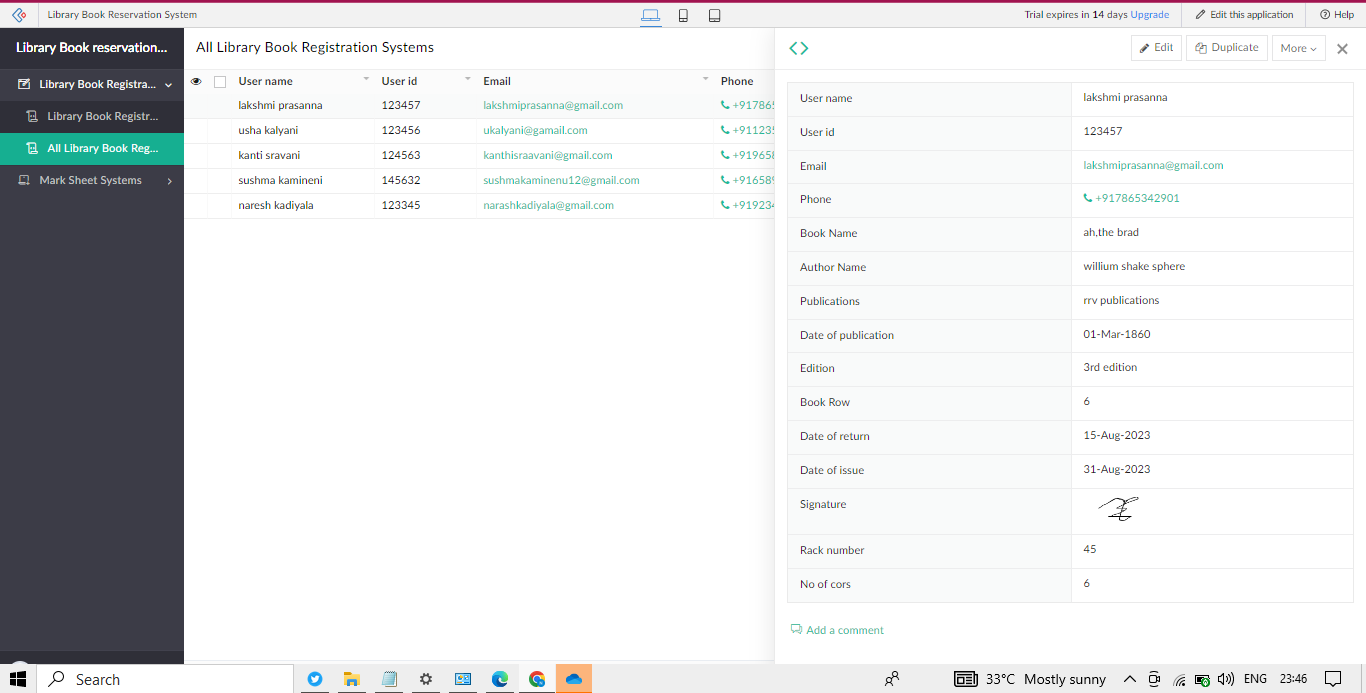 Library Book Reservation System
Trial expires in 14 days Upgrade
Edit this application
Help
Library Book reservation...
Library Book Registra...
Library Book Registr...
All Library Book Reg...
Mark Sheet Systems
All Library Book Registration Systems
User name User id Email Phone
lakshmi prasanna 123457 lakshmiprasanna@gmail.com +917865
usha kalyani 123456 ukalyani@gamail.com +91123
kanti sravani 124563 kanthisraavani@gmail.com +919658
sushma kamineni 145632 sushmakaminenu12@gmail.com +91658
naresh kadiyala 123345 narashkadiyala@gmail.com +91923
Edit Duplicate More
User name lakshmi prasanna
User id 123457
Email lakshmiprasanna@gmail.com
Phone +917865342901
Book Name ah,the brad
Author Name willium shake sphere
Publications rrv publications
Date of publication 01-Mar-1860
Edition 3rd edition
Book Row 6
Date of return 15-Aug-2023
Date of issue 31-Aug-2023
Signature
Rack number 45
No of cors 6
Add a comment
Search
33°C Mostly sunny
ENG
23:46